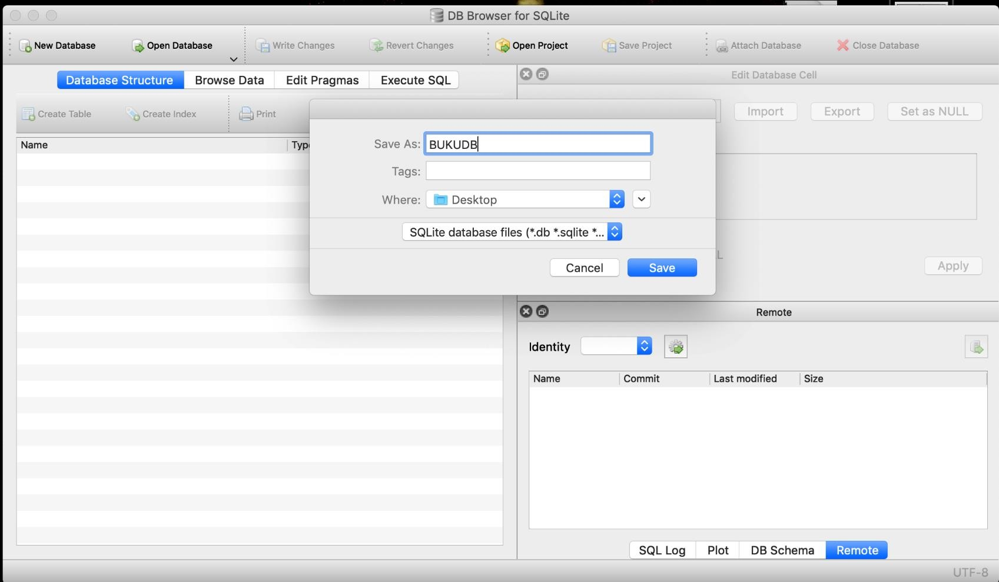 DB Browser for SQLite
New Database Open Database Write Changes Revert Changes Open Project Save Project Attach Database Close Database
Database Structure Browse Data Edit Pragmas Execute SQL
Edit Database Cell
Create Table Create Index Print
Import Export Set as NULL
Name
Save As: BUKUDB
Tags:
Where: Desktop
SQLite database files (*.db *.sqlite *...
Cancel Save
Apply
Remote
Identity
Name Commit Last modified Size
SQL Log Plot DB Schema Remote
UTF-8